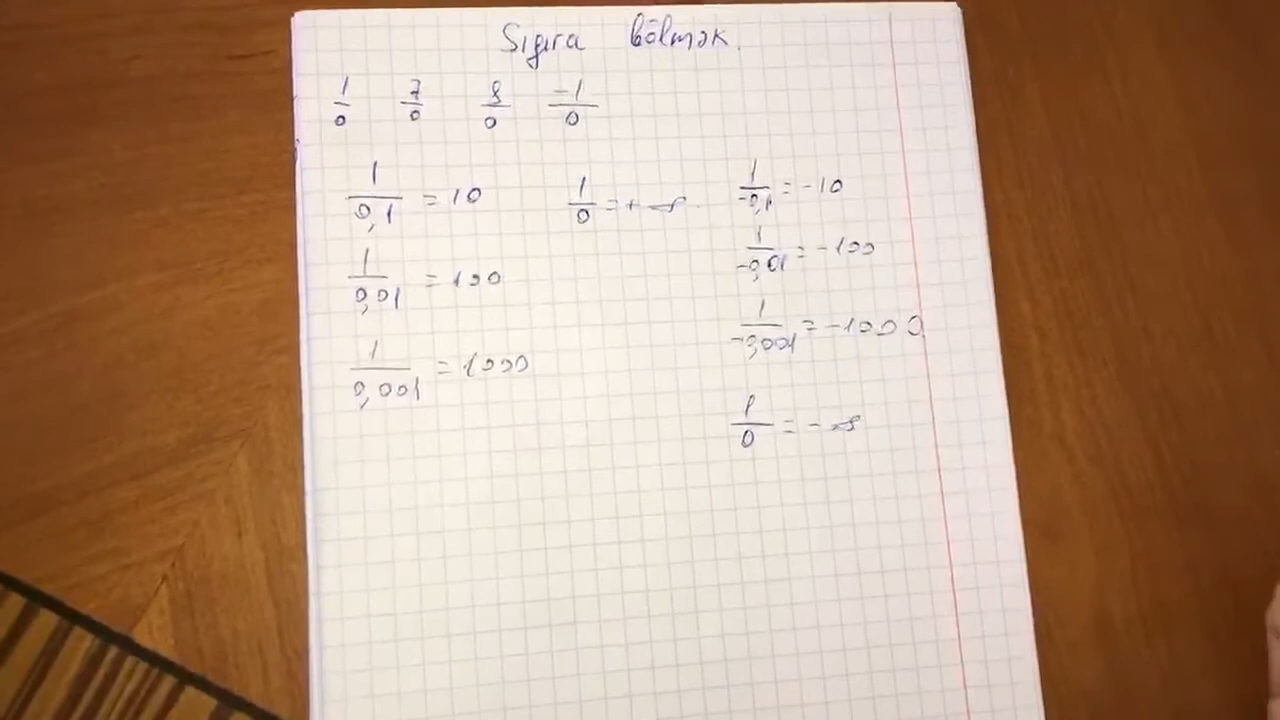 Sıfıra bölmək.
1/0 7/0 8/0 -1/0
1/0,1 = 10 1/0 = +∞ 1/-0,1 = -10
1/0,01 = 100 1/-0,01 = -100
1/0,001 = 1000 1/-0,001 = -1000
1/0 = -∞